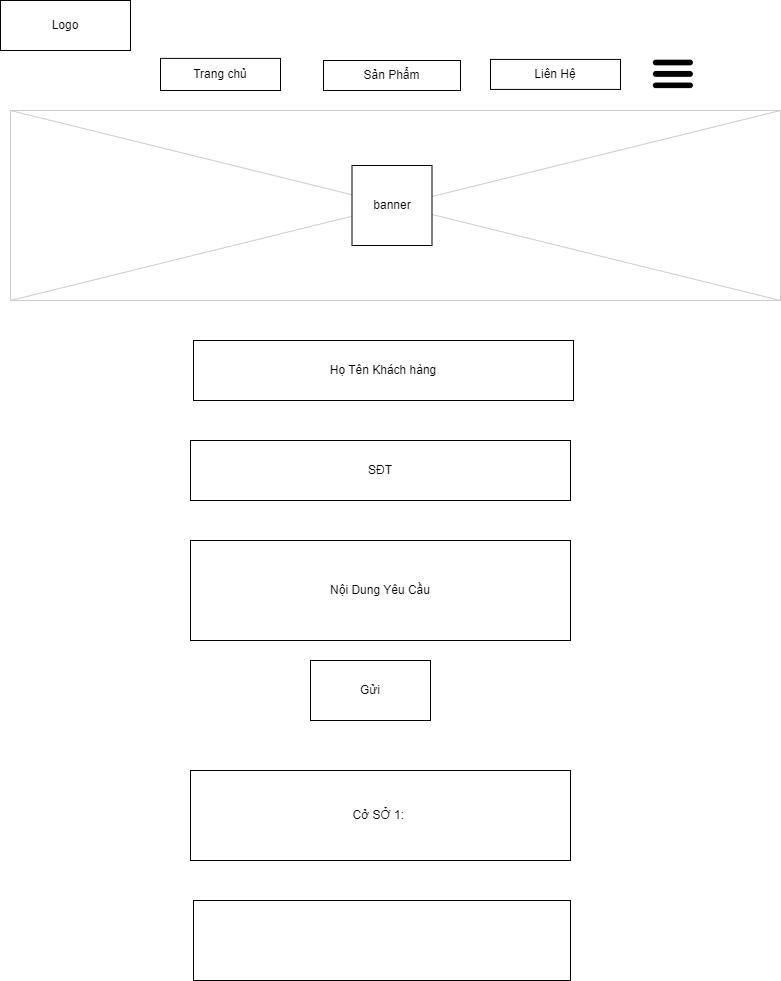 Logo
Trang chủ
Sản Phẩm
Liên Hệ
banner
Họ Tên Khách hảng
SĐT
Nội Dung Yêu Cầu
Gửi
Cở SỞ 1: